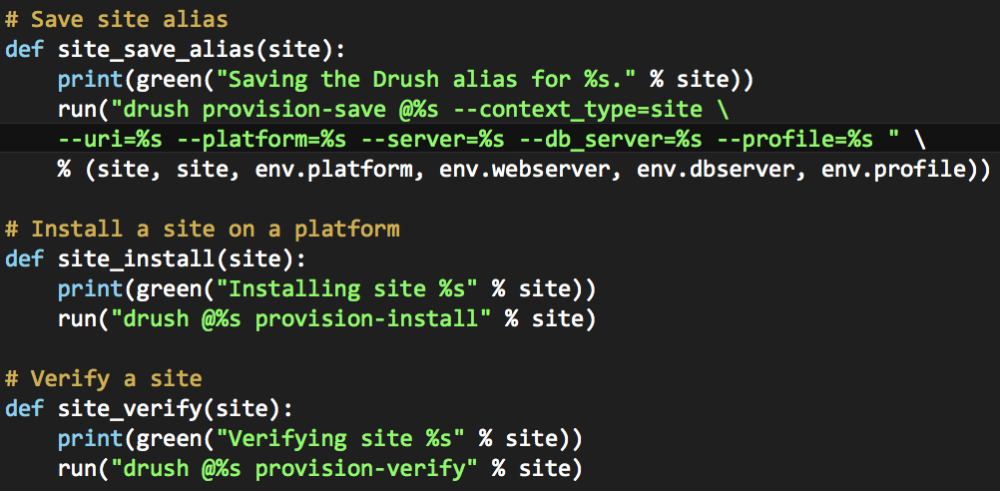 # Save site alias
def site_save_alias(site):
    print(green("Saving the Drush alias for %s." % site))
    run("drush provision-save @%s --context_type=site \
    --uri=%s --platform=%s --server=%s --db_server=%s --profile=%s " \
    % (site, site, env.platform, env.webserver, env.dbserver, env.profile))

# Install a site on a platform
def site_install(site):
    print(green("Installing site %s" % site))
    run("drush @%s provision-install" % site)

# Verify a site
def site_verify(site):
    print(green("Verifying site %s" % site))
    run("drush @%s provision-verify" % site)